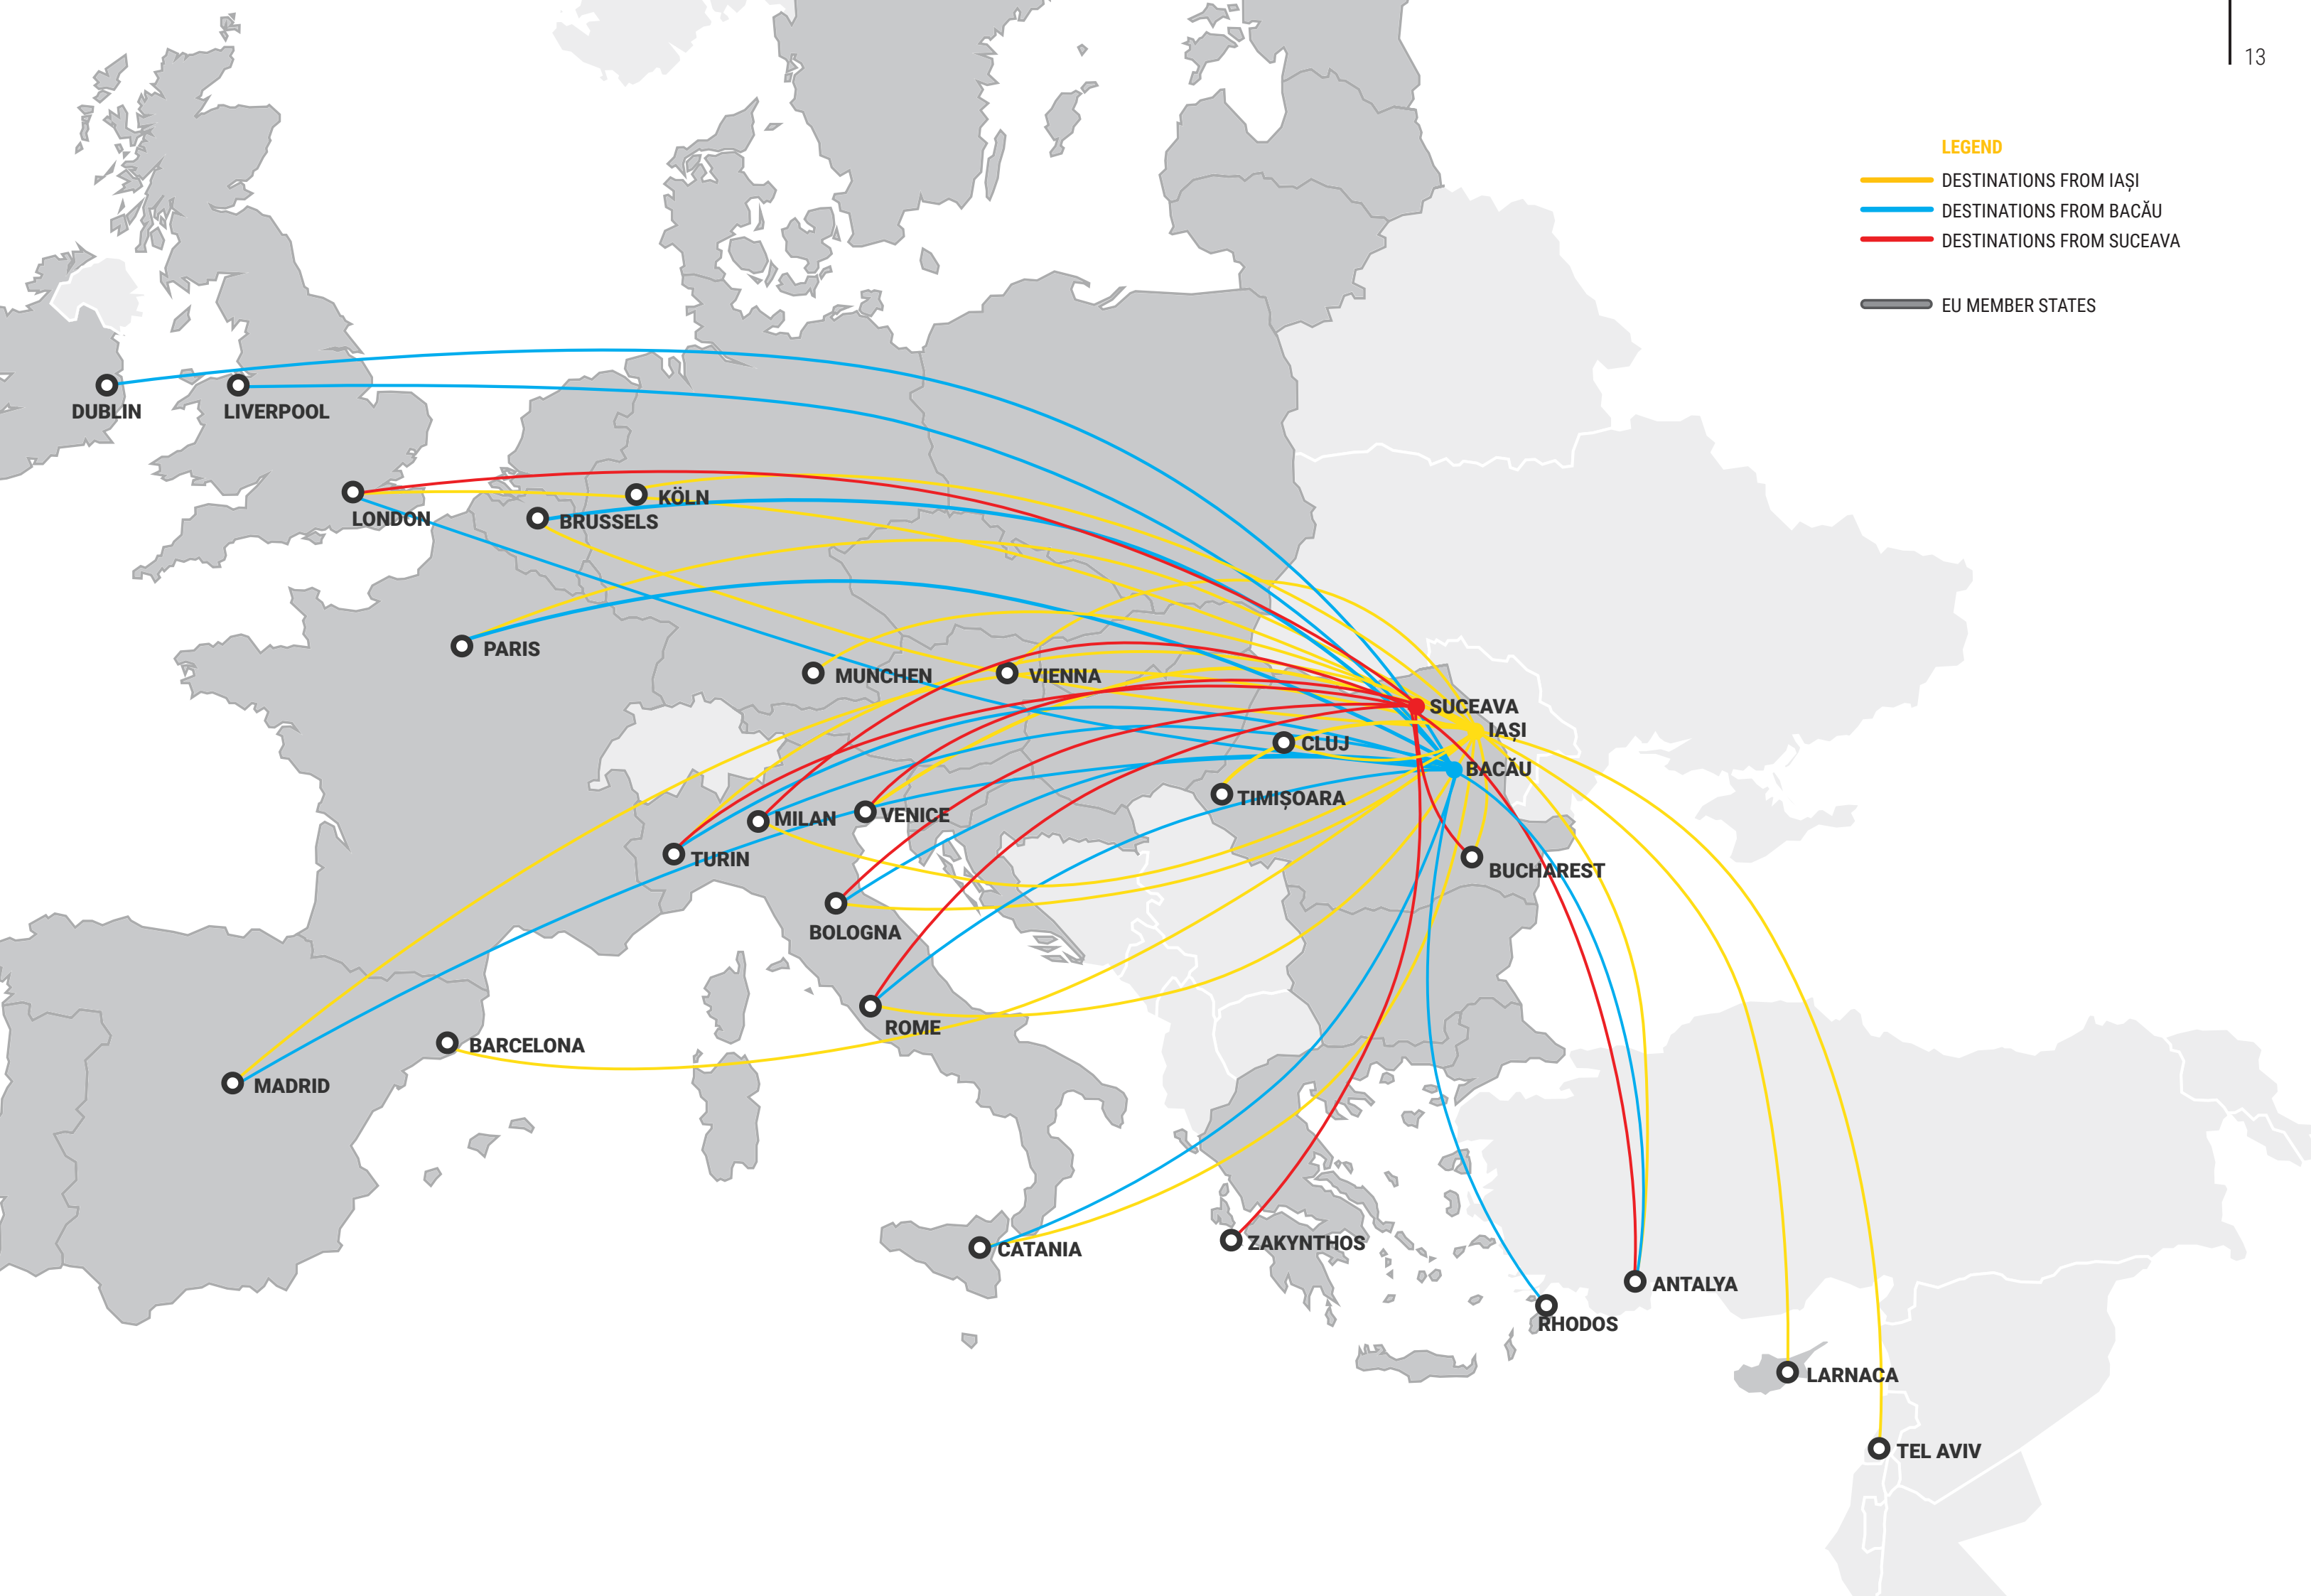 13
LEGEND
DESTINATIONS FROM IAȘI
DESTINATIONS FROM BACĂU
DESTINATIONS FROM SUCEAVA
EU MEMBER STATES
DUBLIN
LIVERPOOL
LONDON
KÖLN
BRUSSELS
PARIS
MUNCHEN
VIENNA
SUCEAVA
IAȘI
CLUJ
BACĂU
TIMIȘOARA
MILAN
VENICE
TURIN
BUCHAREST
BOLOGNA
ROME
BARCELONA
MADRID
CATANIA
ZAKYNTHOS
ANTALYA
RHODOS
LARNACA
TEL AVIV